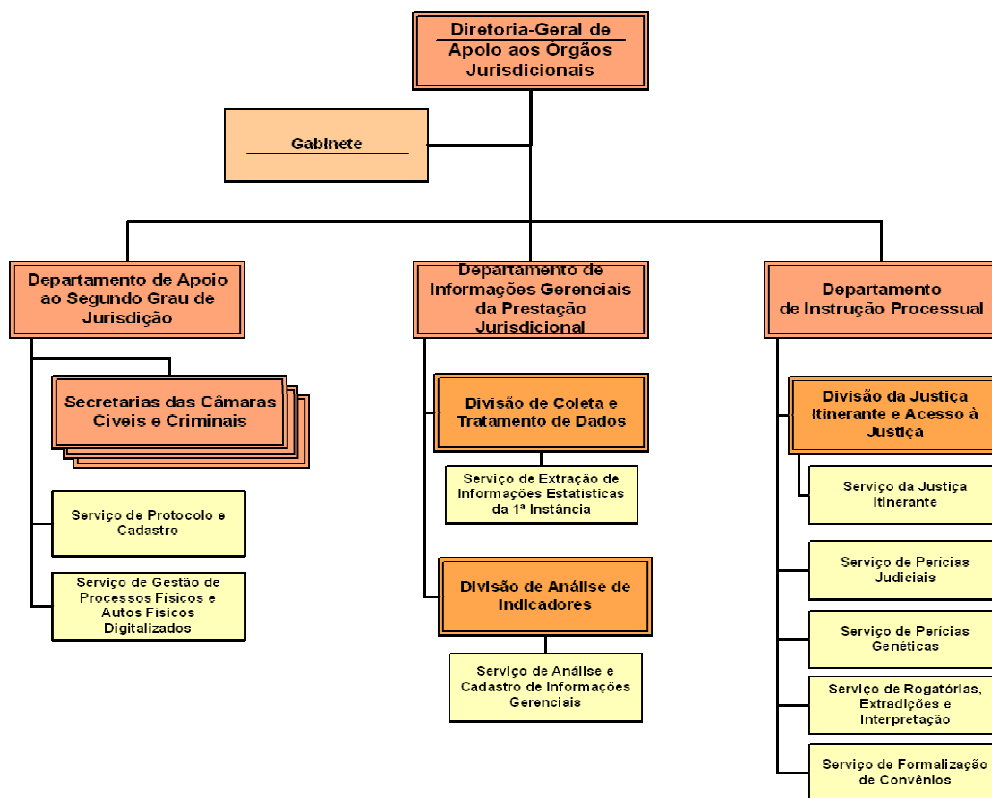 Diretoria-Geral de
Apoio aos Órgãos
Jurisdicionais
Gabinete
Departamento de Apoio
ao Segundo Grau de
Jurisdição
Secretarias das Câmaras
Cíveis e Criminais
Serviço de Protocolo e
Cadastro
Serviço de Gestão de
Processos Físicos e
Autos Físicos
Digitalizados
Departamento de
Informações Gerenciais
da Prestação
Jurisdicional
Divisão de Coleta e
Tratamento de Dados
Serviço de Extração de
Informações Estatísticas
da 1ª Instância
Divisão de Análise de
Indicadores
Serviço de Análise e
Cadastro de Informações
Gerenciais
Departamento
de Instrução Processual
Divisão da Justiça
Itinerante e Acesso à
Justiça
Serviço da Justiça
Itinerante
Serviço de Perícias
Judiciais
Serviço de Perícias
Genéticas
Serviço de Rogatórias,
Extradições e
Interpretação
Serviço de Formalização
de Convênios